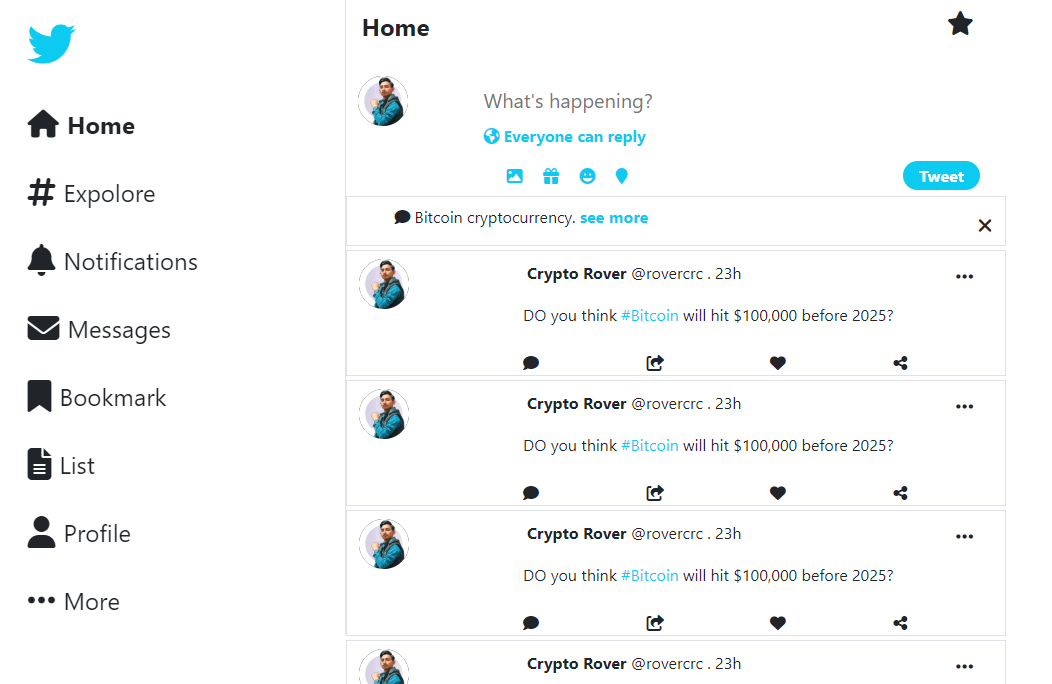 Home
Expolore
Notifications
Messages
Bookmark
List
Profile
More
Home
What's happening?
Everyone can reply
Tweet
Bitcoin cryptocurrency. see more
Crypto Rover @rovercrc . 23h
DO you think #Bitcoin will hit $100,000 before 2025?
Crypto Rover @rovercrc . 23h
DO you think #Bitcoin will hit $100,000 before 2025?
Crypto Rover @rovercrc . 23h
DO you think #Bitcoin will hit $100,000 before 2025?
Crypto Rover @rovercrc . 23h